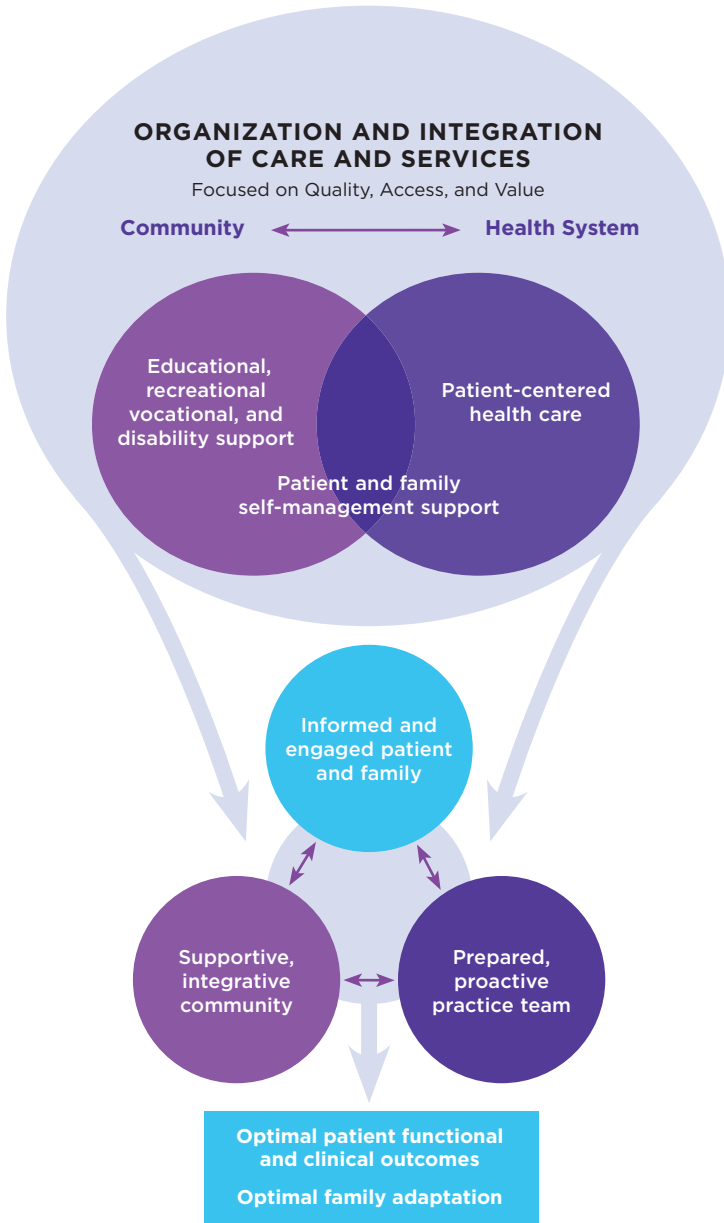 ORGANIZATION AND INTEGRATION
OF CARE AND SERVICES
Focused on Quality, Access, and Value
Community
Health System
Educational,
recreational
vocational, and
disability support
Patient-centered
health care
Patient and family
self-management support
Informed and
engaged patient
and family
Supportive,
integrative
community
Prepared,
proactive
practice team
Optimal patient functional
and clinical outcomes
Optimal family adaptation